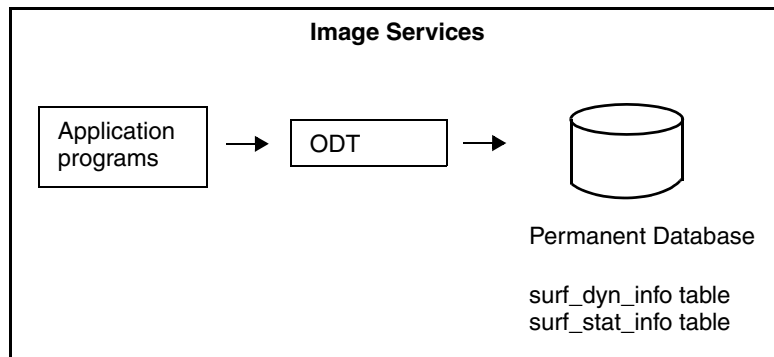 Image Services
Application
programs
ODT
Permanent Database
surf_dyn_info table
surf_stat_info table